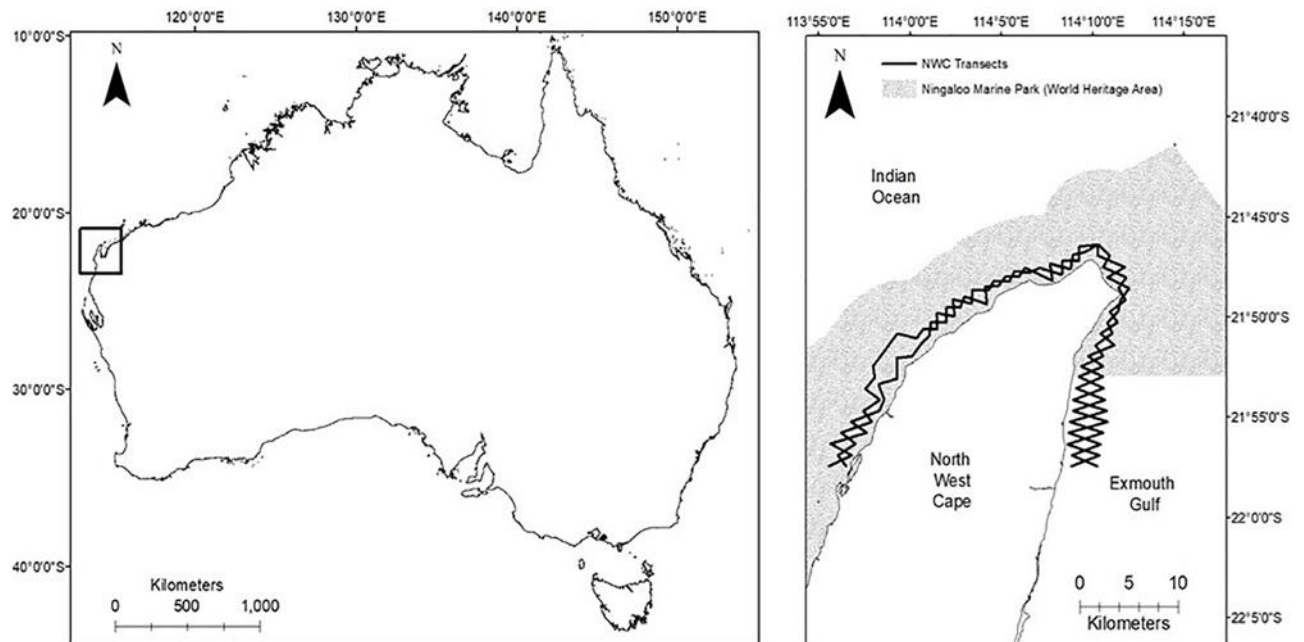 120°0'0"E 130°0'0"E 140°0'0"E 150°0'0"E
10°0'0"S
N
20°0'0"S
30°0'0"S
40°0'0"S
Kilometers
0 500 1,000
113°55'0"E 114°0'0"E 114°5'0"E 114°10'0"E 114°15'0"E
N
NWC Transects
Ningaloo Marine Park (World Heritage Area)
21°40'0"S
Indian
Ocean
21°45'0"S
21°50'0"S
21°55'0"S
North
West
Cape
Exmouth
Gulf
22°0'0"S
0 5 10
Kilometers
22°5'0"S